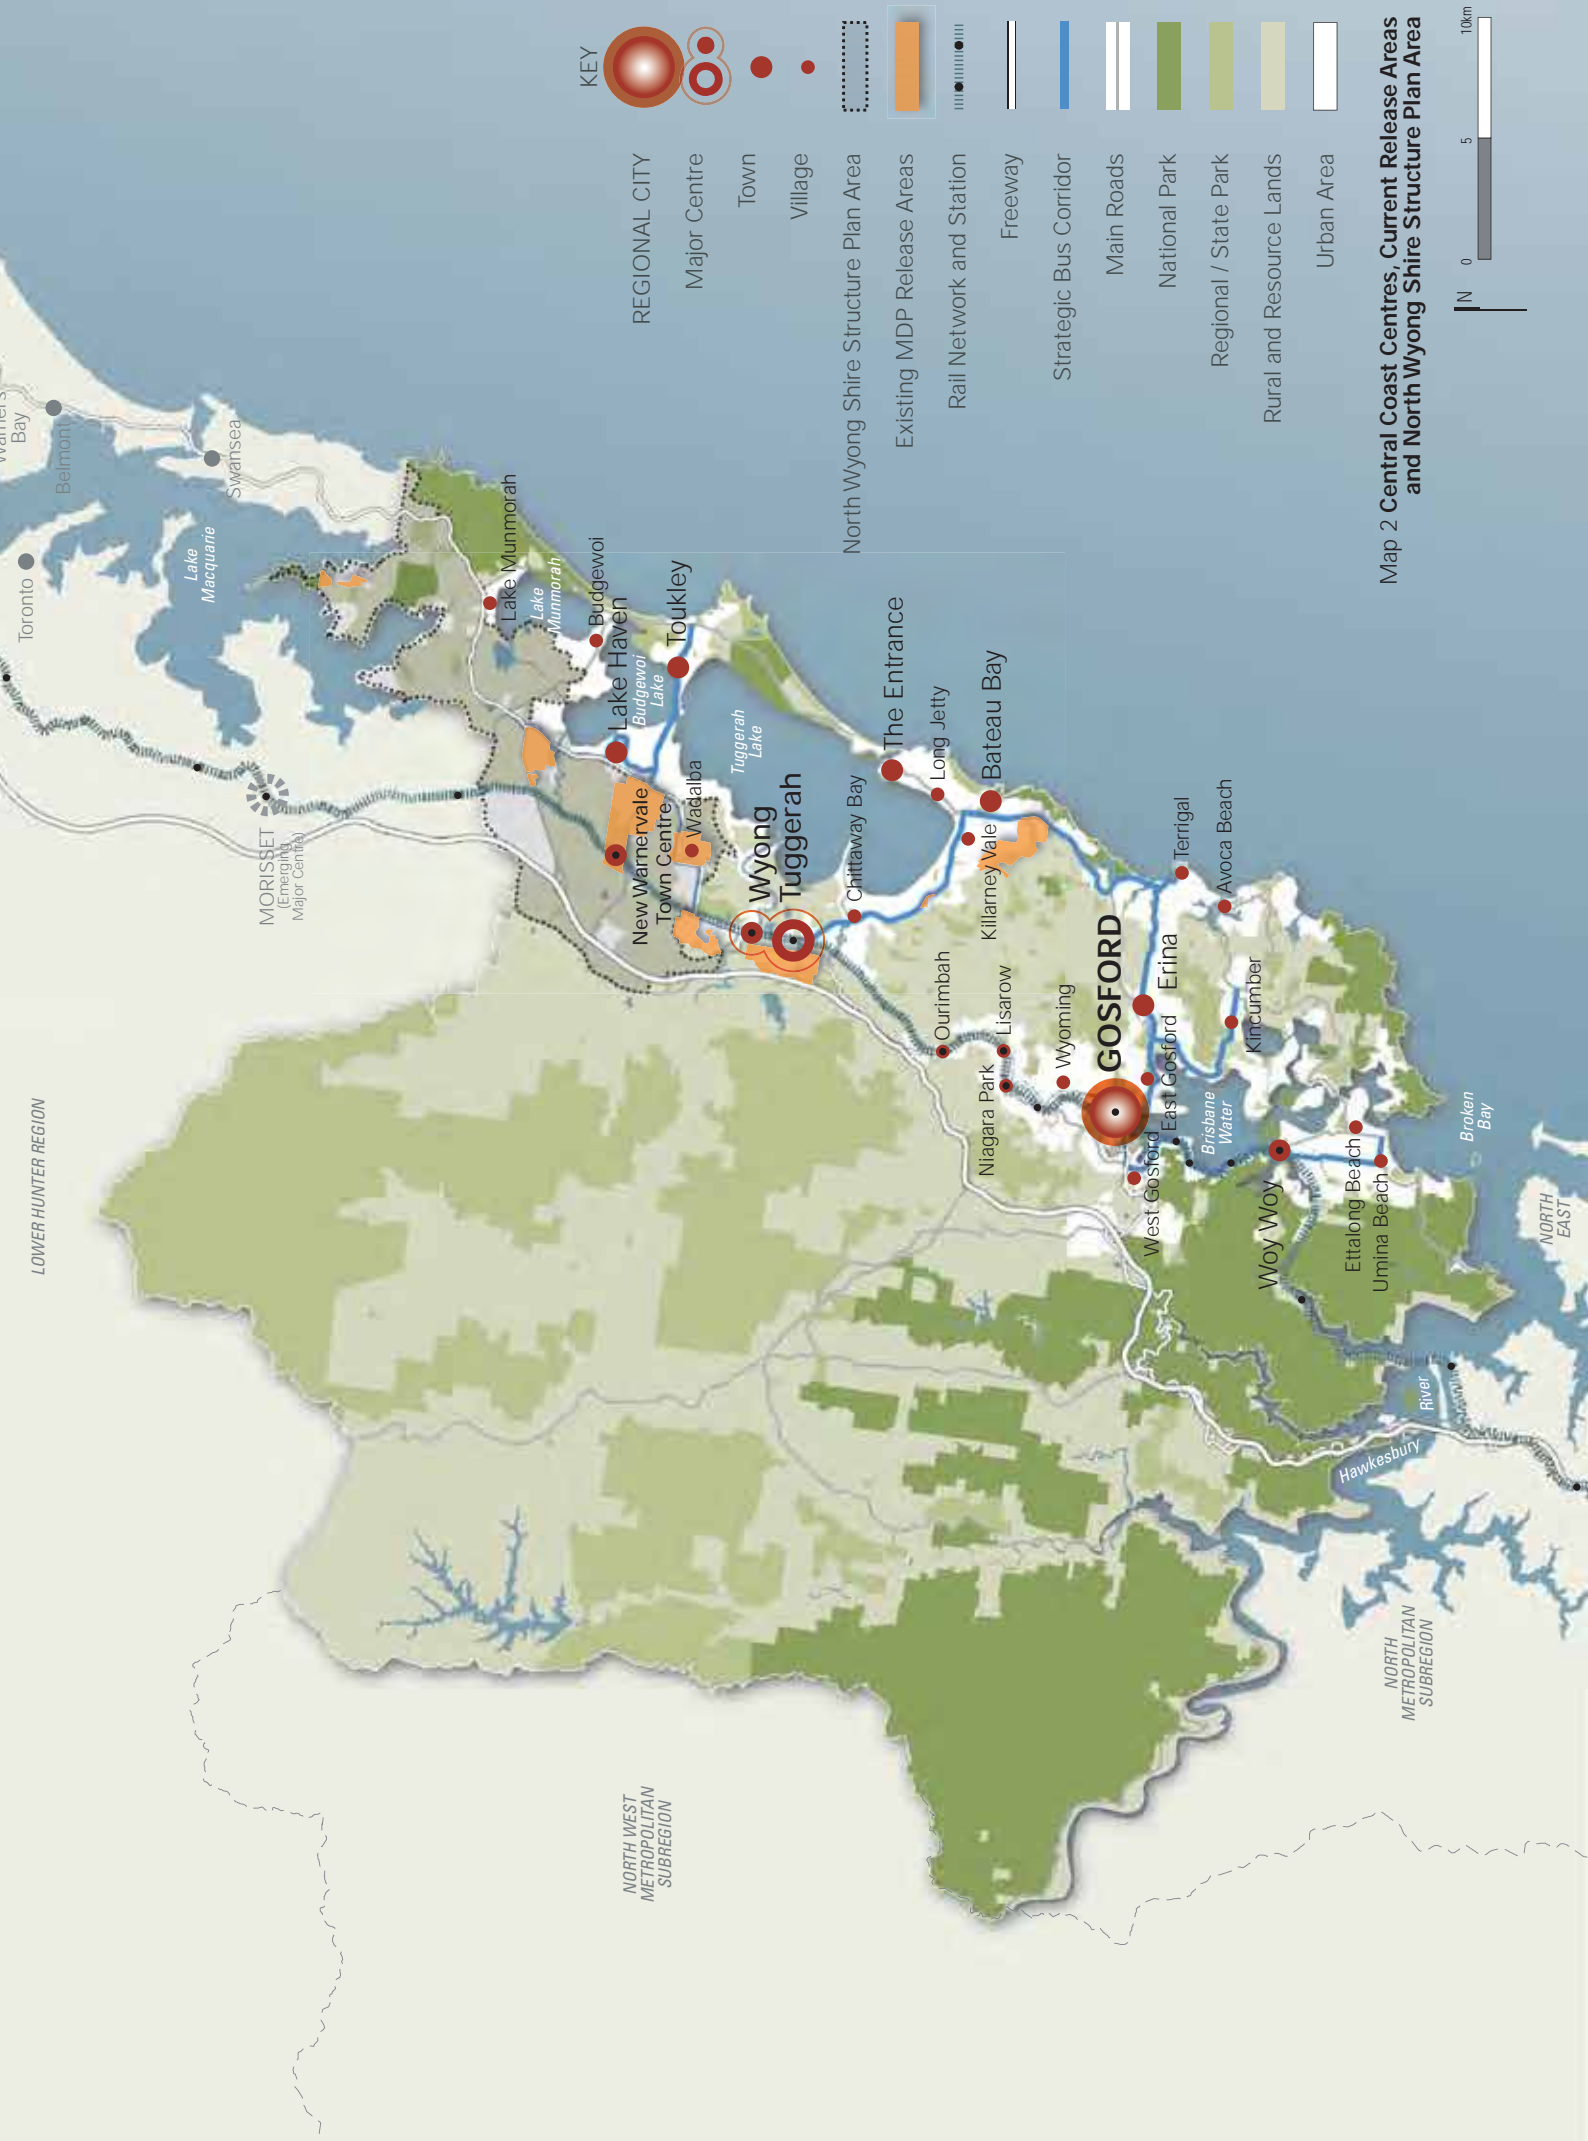 LOWER HUNTER REGION
NORTH WEST
METROPOLITAN
SUBREGION
NORTH
METROPOLITAN
SUBREGION
NORTH
EAST
Toronto
Bay
Belmont
Swansea
Lake
Macquarie
MORISSET
(Emerging
Major Centre)
Lake Munmorah
Lake
Munmorah
Budgewoi
Lake Haven
Budgewoi
Lake
Toukley
New Warnervale
Town Centre
Wadalba
Tuggerah
Lake
Wyong
Tuggerah
Chittaway Bay
The Entrance
Long Jetty
Bateau Bay
Killarney Vale
Ourimbah
Lisarow
Niagara Park
Wyoming
GOSFORD
Erina
Terrigal
Avoca Beach
Kincumber
East Gosford
West Gosford
Brisbane
Water
Woy Woy
Ettalong Beach
Umina Beach
Broken
Bay
Hawkesbury
River
KEY
REGIONAL CITY
Major Centre
Town
Village
North Wyong Shire Structure Plan Area
Existing MDP Release Areas
Rail Network and Station
Freeway
Strategic Bus Corridor
Main Roads
National Park
Regional / State Park
Rural and Resource Lands
Urban Area
Map 2 Central Coast Centres, Current Release Areas
and North Wyong Shire Structure Plan Area
N
0 5 10km